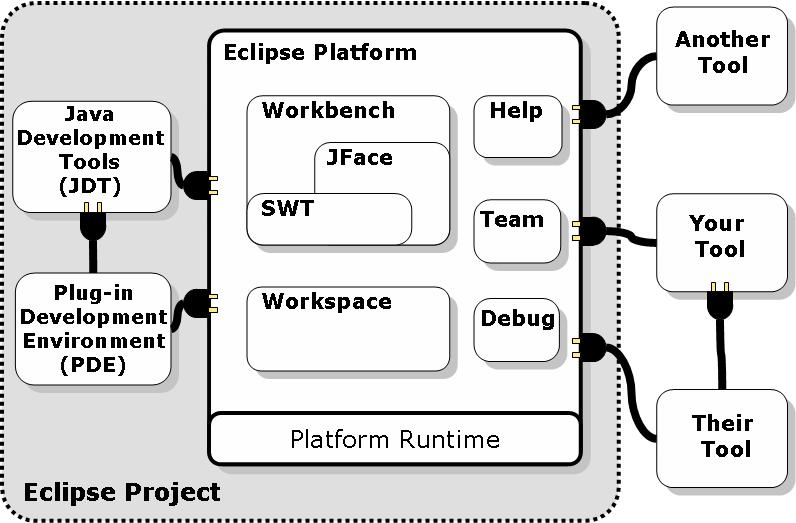 Eclipse Platform
Workbench
JFace
SWT
Workspace
Help
Team
Debug
Platform Runtime
Java
Development
Tools
(JDT)
Plug-in
Development
Environment
(PDE)
Eclipse Project
Another
Tool
Your
Tool
Their
Tool